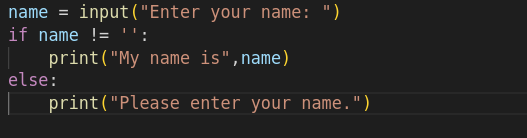 name = input("Enter your name: ")
if name != '':
    print("My name is",name)
else:
    print("Please enter your name.")